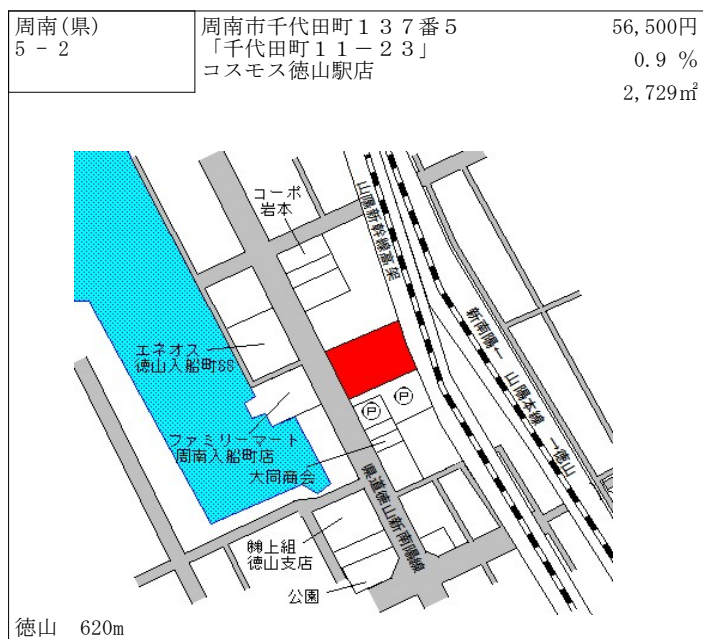 周南(県)
5 - 2
周南市千代田町１３７番５
「千代田町１１－２３」
コスモス徳山駅店
56,500円
0.9 %
2,729㎡
コーポ
岩本
山陽新幹線高架
エネオス
徳山入船町SS
新南陽← 山陽本線 →徳山
ファミリーマート
周南入船町店
大同商会
Ⓟ
Ⓟ
県道徳山新南陽線
㈱上組
徳山支店
公園
徳山 620m